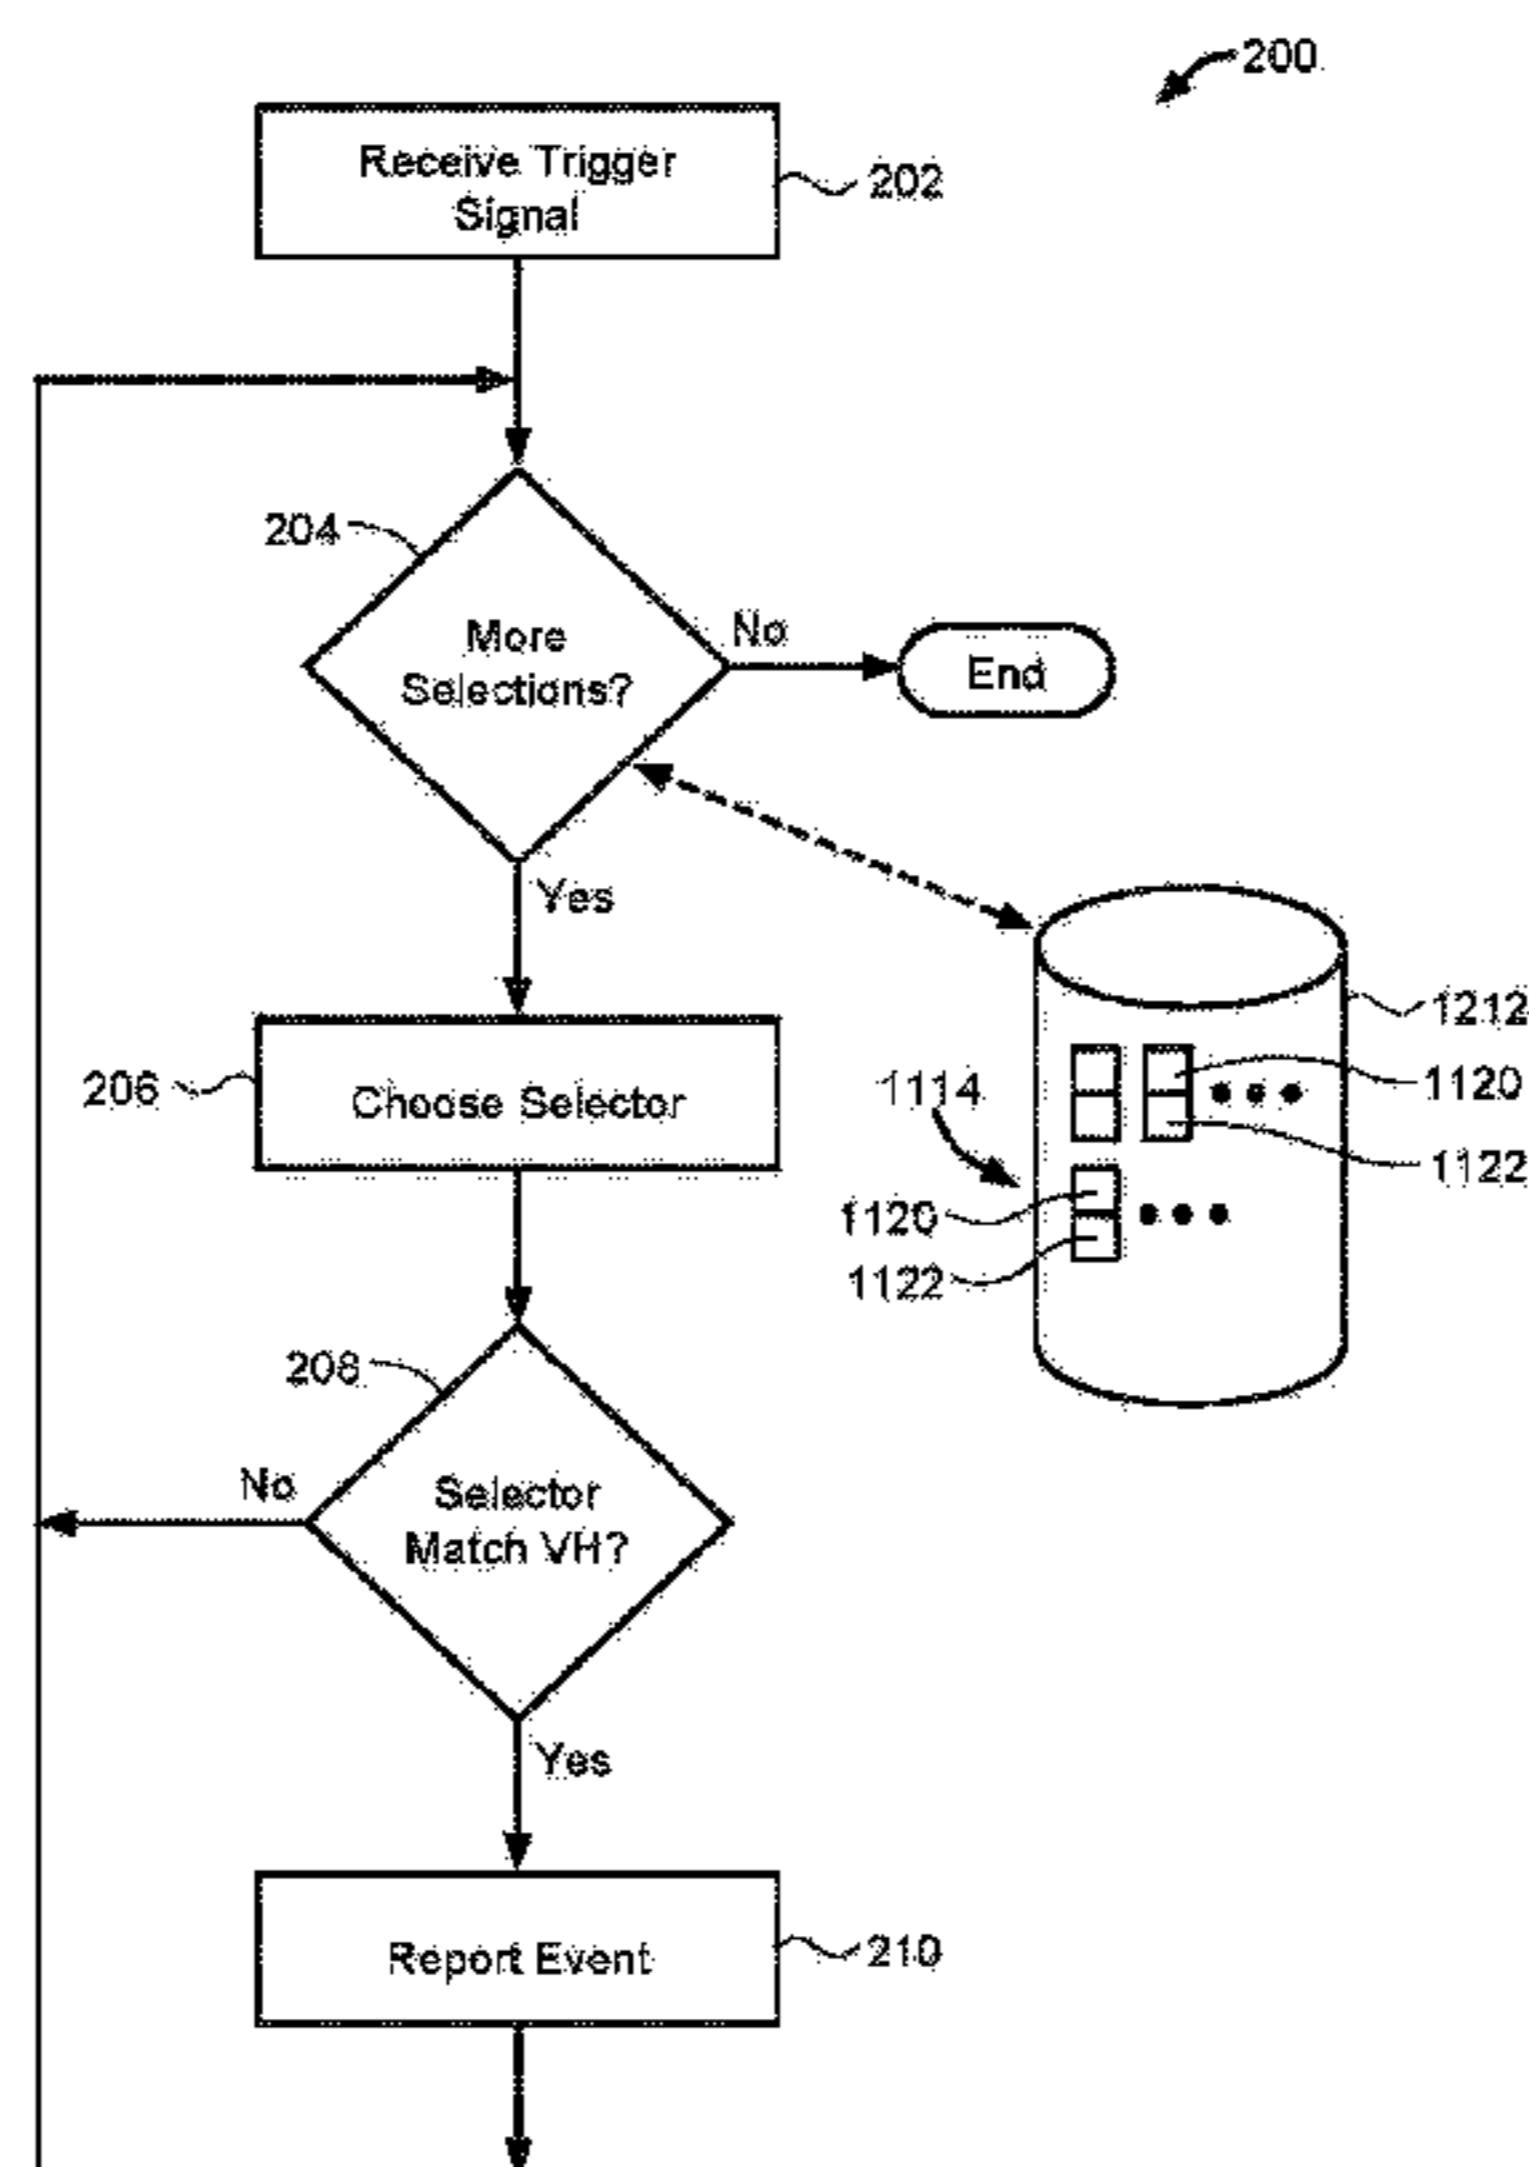 200
Receive Trigger
Signal
202
204
More
Selections?
No
End
Yes
1212
206
Choose Selector
1114
1120
1122
1120
1122
208
No
Selector
Match VH?
Yes
Report Event
210